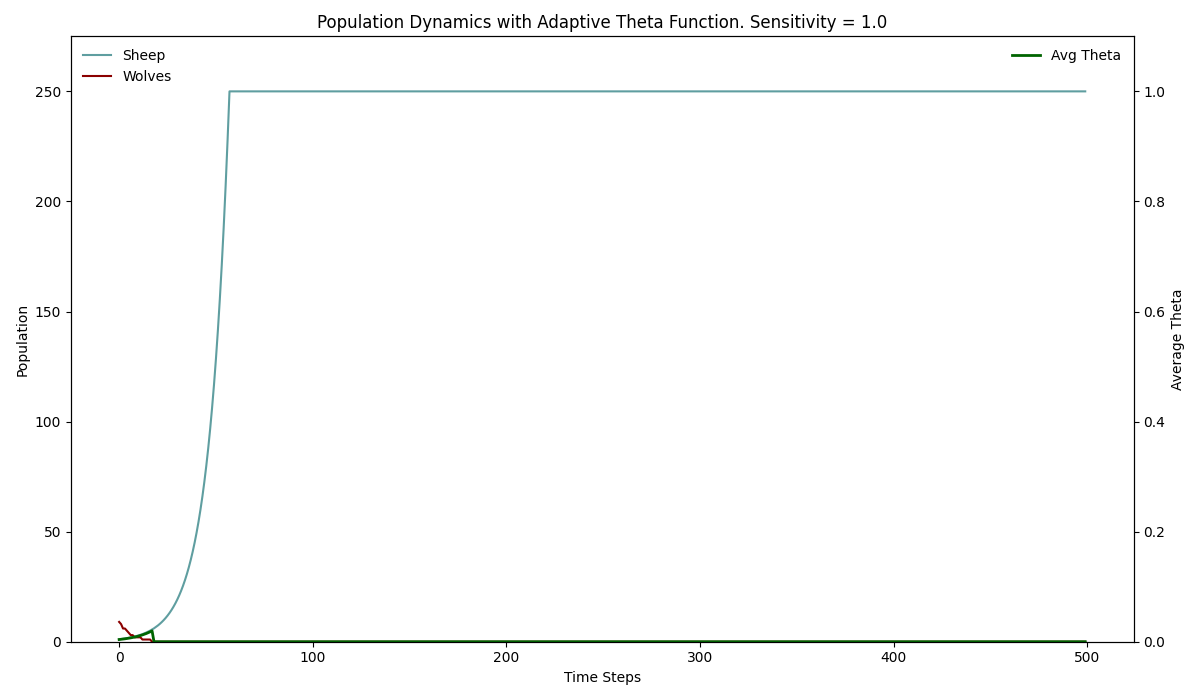 Population Dynamics with Adaptive Theta Function. Sensitivity = 1.0
Sheep
Wolves
Avg Theta
Population
250
200
150
100
50
0
1.0
0.8
0.6
0.4
0.2
0.0
Average Theta
0 100 200 300 400 500
Time Steps